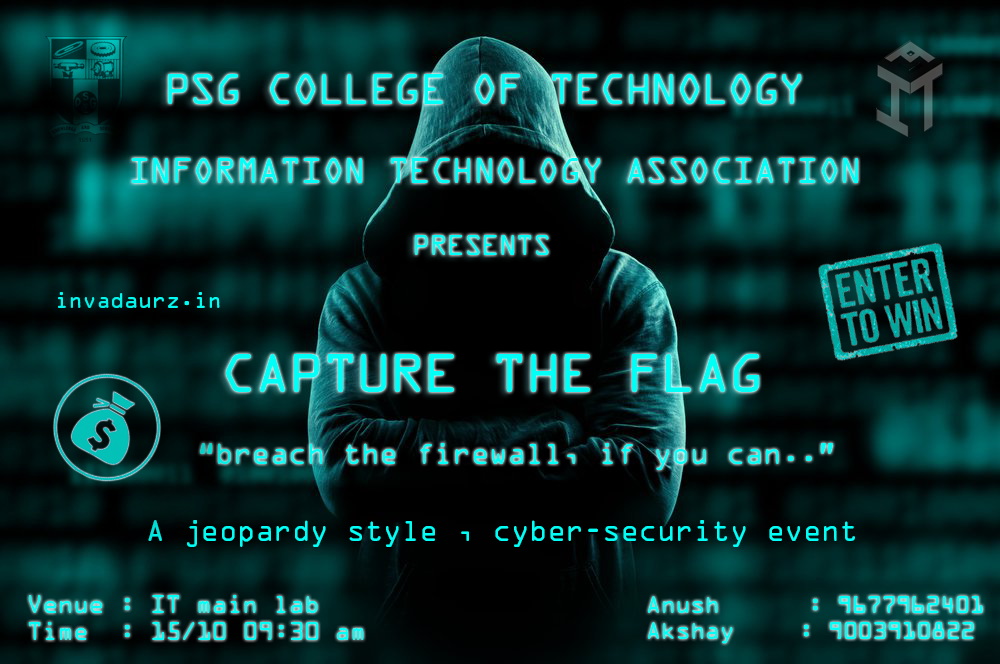 PSG COLLEGE OF TECHNOLOGY
INFORMATION TECHNOLOGY ASSOCIATION
PRESENTS
invadaurz.in
ENTER
TO WIN
CAPTURE THE FLAG
$
“breach the firewall, if you can..”
A jeopardy style , cyber-security event
Venue : IT main lab
Time : 15/10 09:30 am
Anush : 9677962401
Akshay : 9003910822